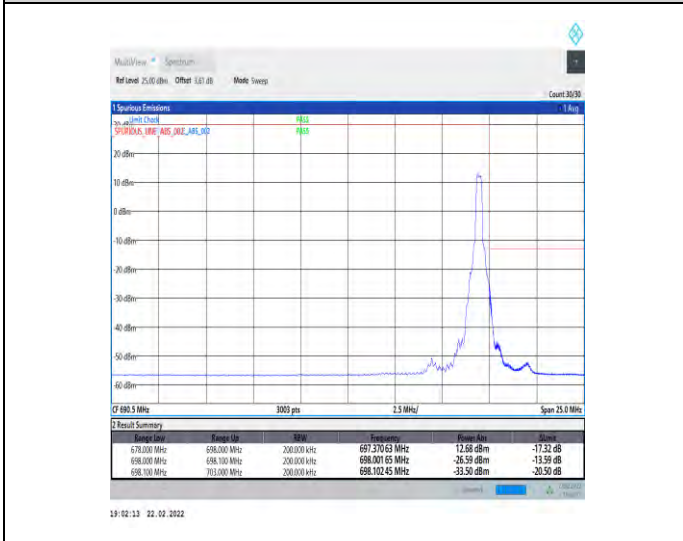 MultiView Spectrum
Ref Level 25.00 dBm Offset 6.61 dB Mode Sweep
Count 30/30
1 Spurious Emissions 1 Avg
Limit Check PASS
SPURIOUS_LINE_ABS_002 PASS
20 dBm
10 dBm
0 dBm
-10 dBm
-20 dBm
-30 dBm
-40 dBm
-50 dBm
-60 dBm
CF 690.5 MHz 3003 pts 2.5 MHz/ Span 25.0 MHz
2 Result Summary
Range Low Range Up RBW Frequency Power Abs ΔLimit
678.000 MHz 698.000 MHz 200.000 kHz 697.370 63 MHz 12.68 dBm -17.32 dB
698.000 MHz 698.100 MHz 200.000 kHz 698.001 65 MHz -26.59 dBm -13.59 dB
698.100 MHz 703.000 MHz 200.000 kHz 698.102 45 MHz -33.50 dBm -20.50 dB
19:02:13 22.02.2022